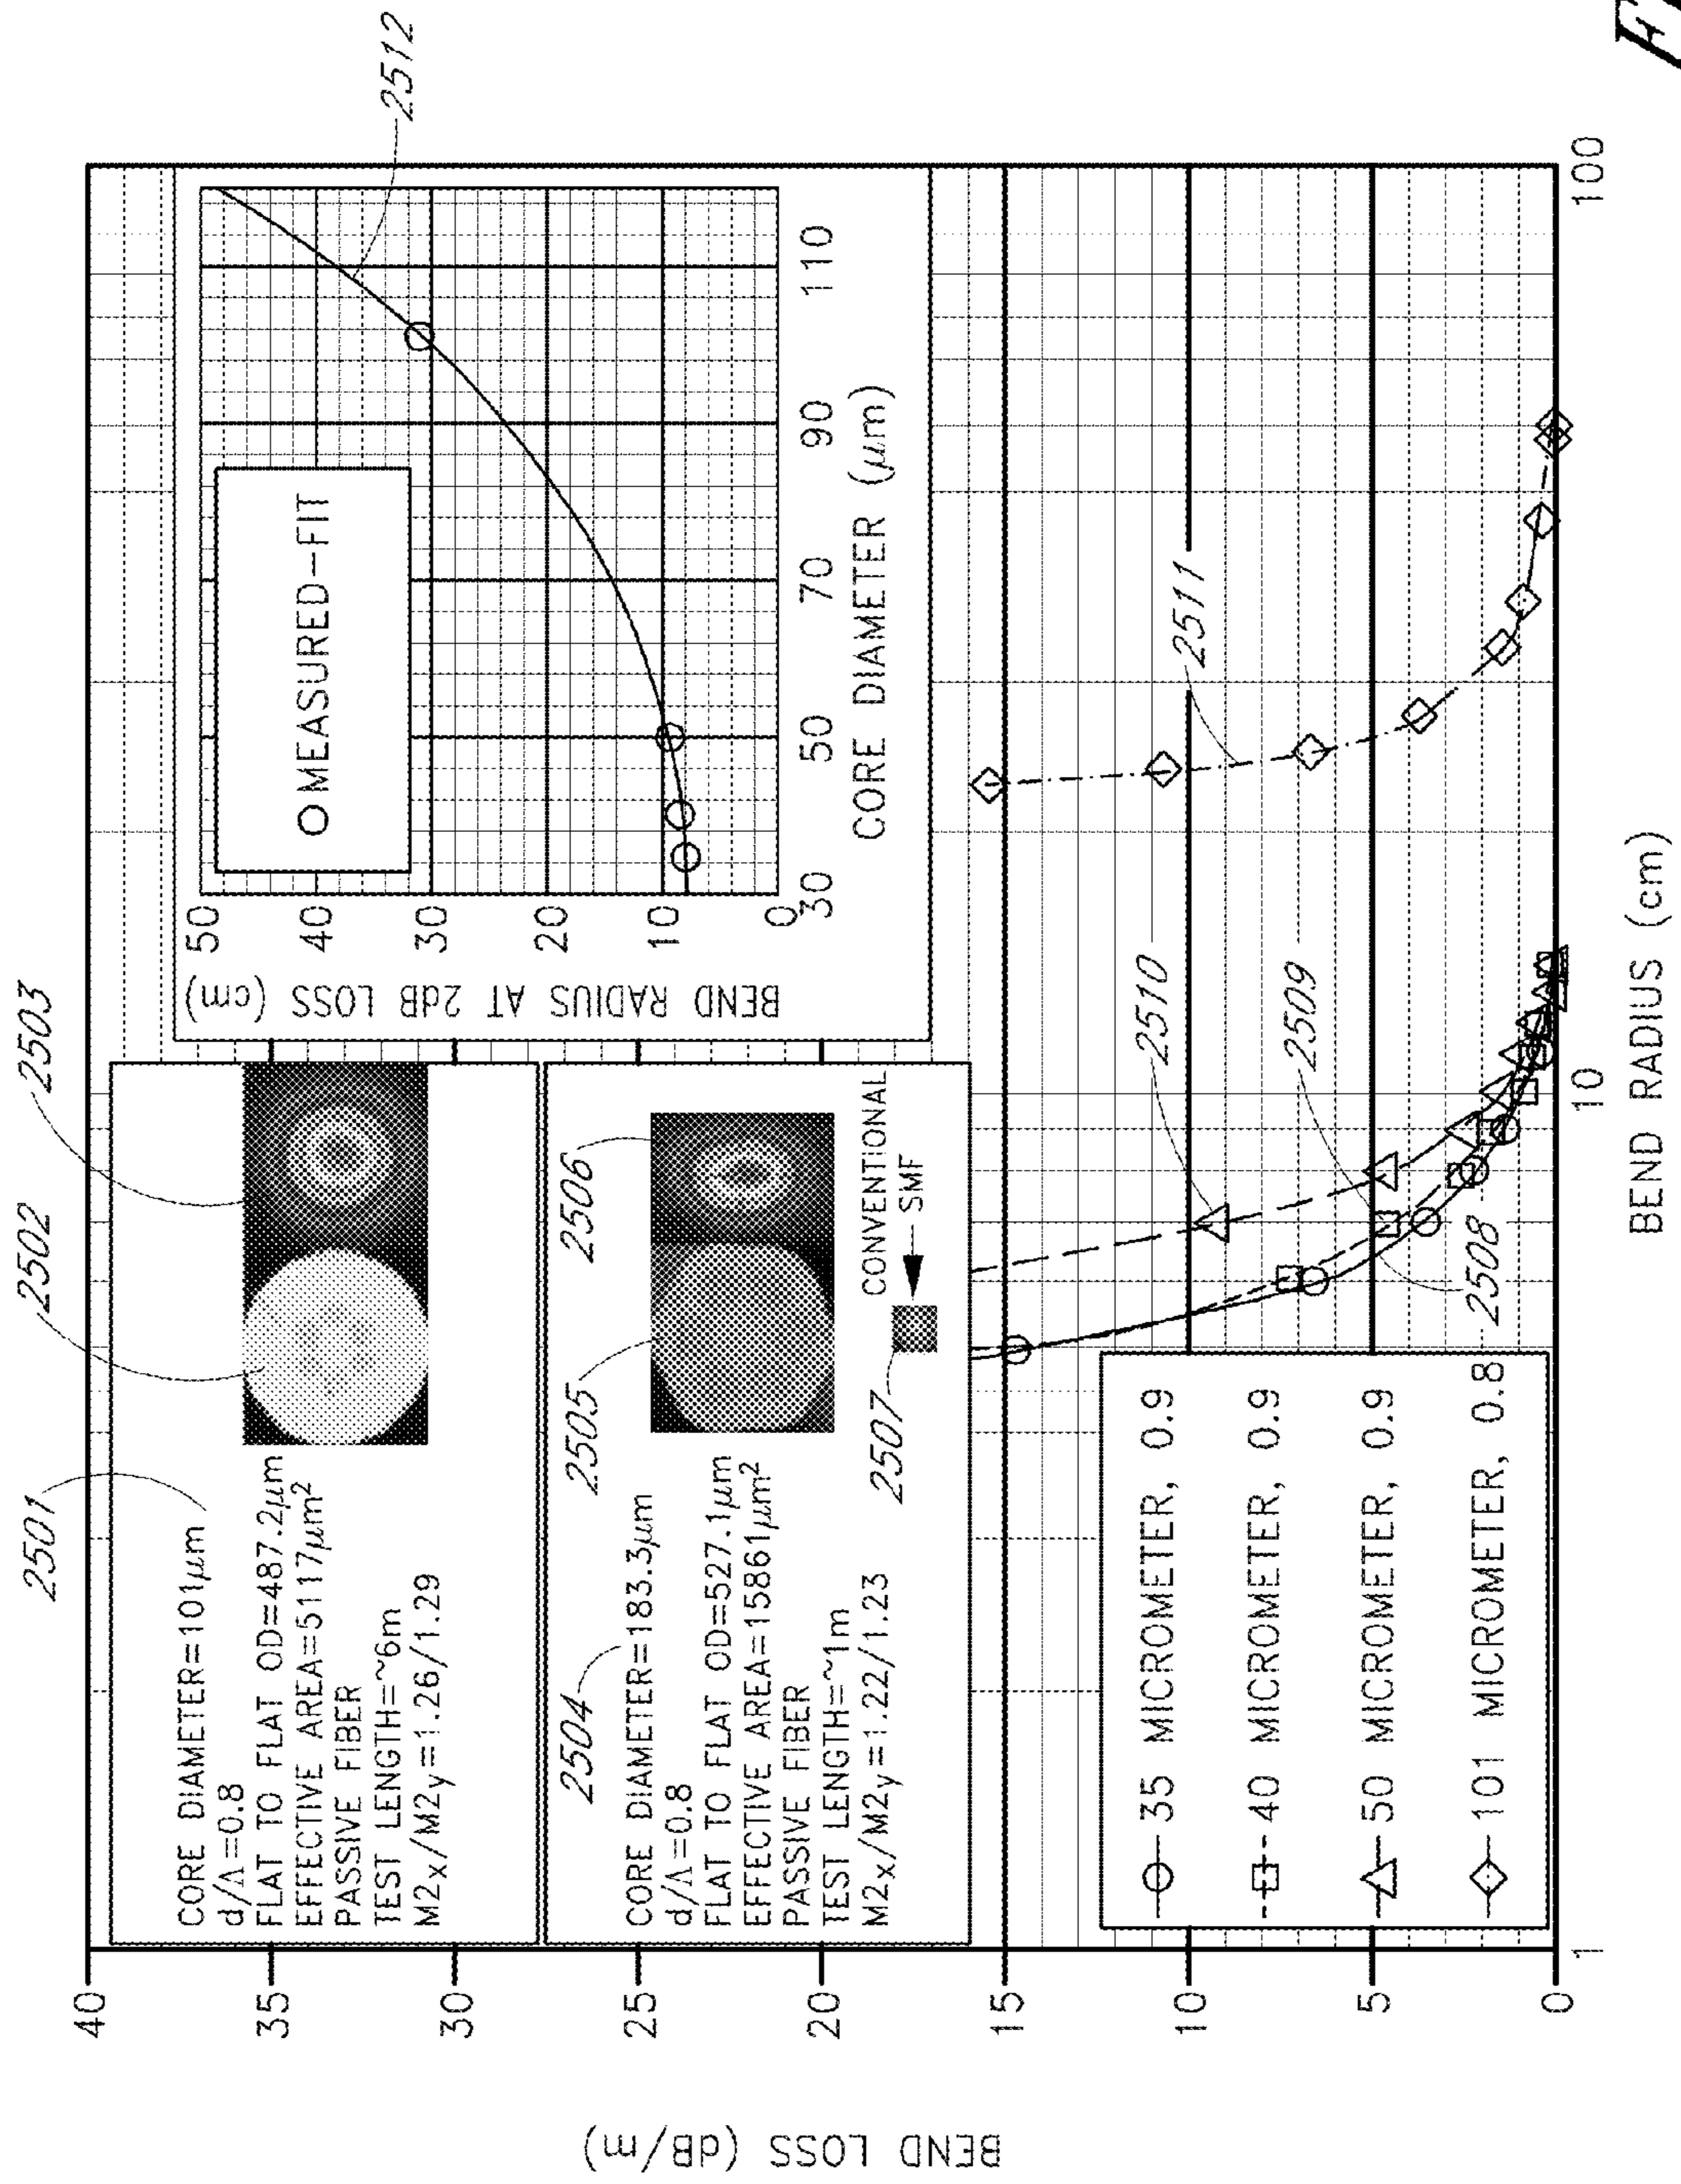 2501
2502
2503
CORE DIAMETER=101μm
d/Λ=0.8
FLAT TO FLAT OD=487.2μm
EFFECTIVE AREA=5117μm²
PASSIVE FIBER
TEST LENGTH=~6m
M2x/M2y=1.26/1.29
2504
2505
2506
CORE DIAMETER=183.3μm
d/Λ=0.8
FLAT TO FLAT OD=527.1μm
EFFECTIVE AREA=15861μm²
PASSIVE FIBER
TEST LENGTH=~1m
M2x/M2y=1.22/1.23
2507
CONVENTIONAL
SMF
BEND RADIUS AT 2dB LOSS (cm)
50
40
30
20
10
0
MEASURED-FIT
2512
30
50
70
90
110
CORE DIAMETER (μm)
BEND LOSS (dB/m)
40
35
30
25
20
15
10
5
0
2510
2511
2509
2508
35 MICROMETER, 0.9
40 MICROMETER, 0.9
50 MICROMETER, 0.9
101 MICROMETER, 0.8
1
10
100
BEND RADIUS (cm)